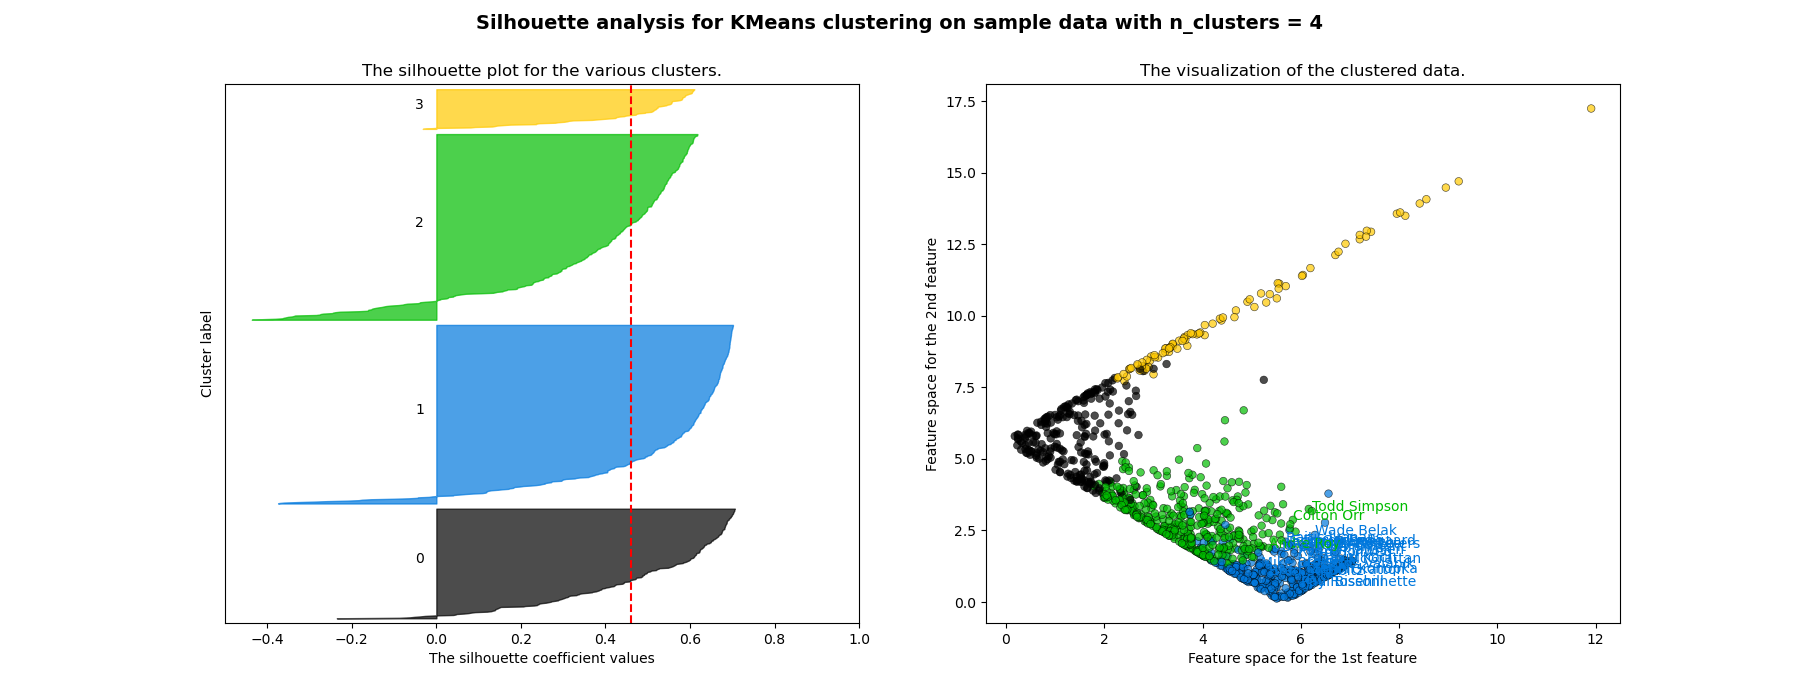 Silhouette analysis for KMeans clustering on sample data with n_clusters = 4
The silhouette plot for the various clusters.
3
2
1
0
Cluster label
−0.4 −0.2 0.0 0.2 0.4 0.6 0.8 1.0
The silhouette coefficient values
The visualization of the clustered data.
17.5
15.0
12.5
10.0
7.5
5.0
2.5
0.0
Feature space for the 2nd feature
Todd Simpson
Colton Orr
Wade Belak
0 2 4 6 8 10 12
Feature space for the 1st feature